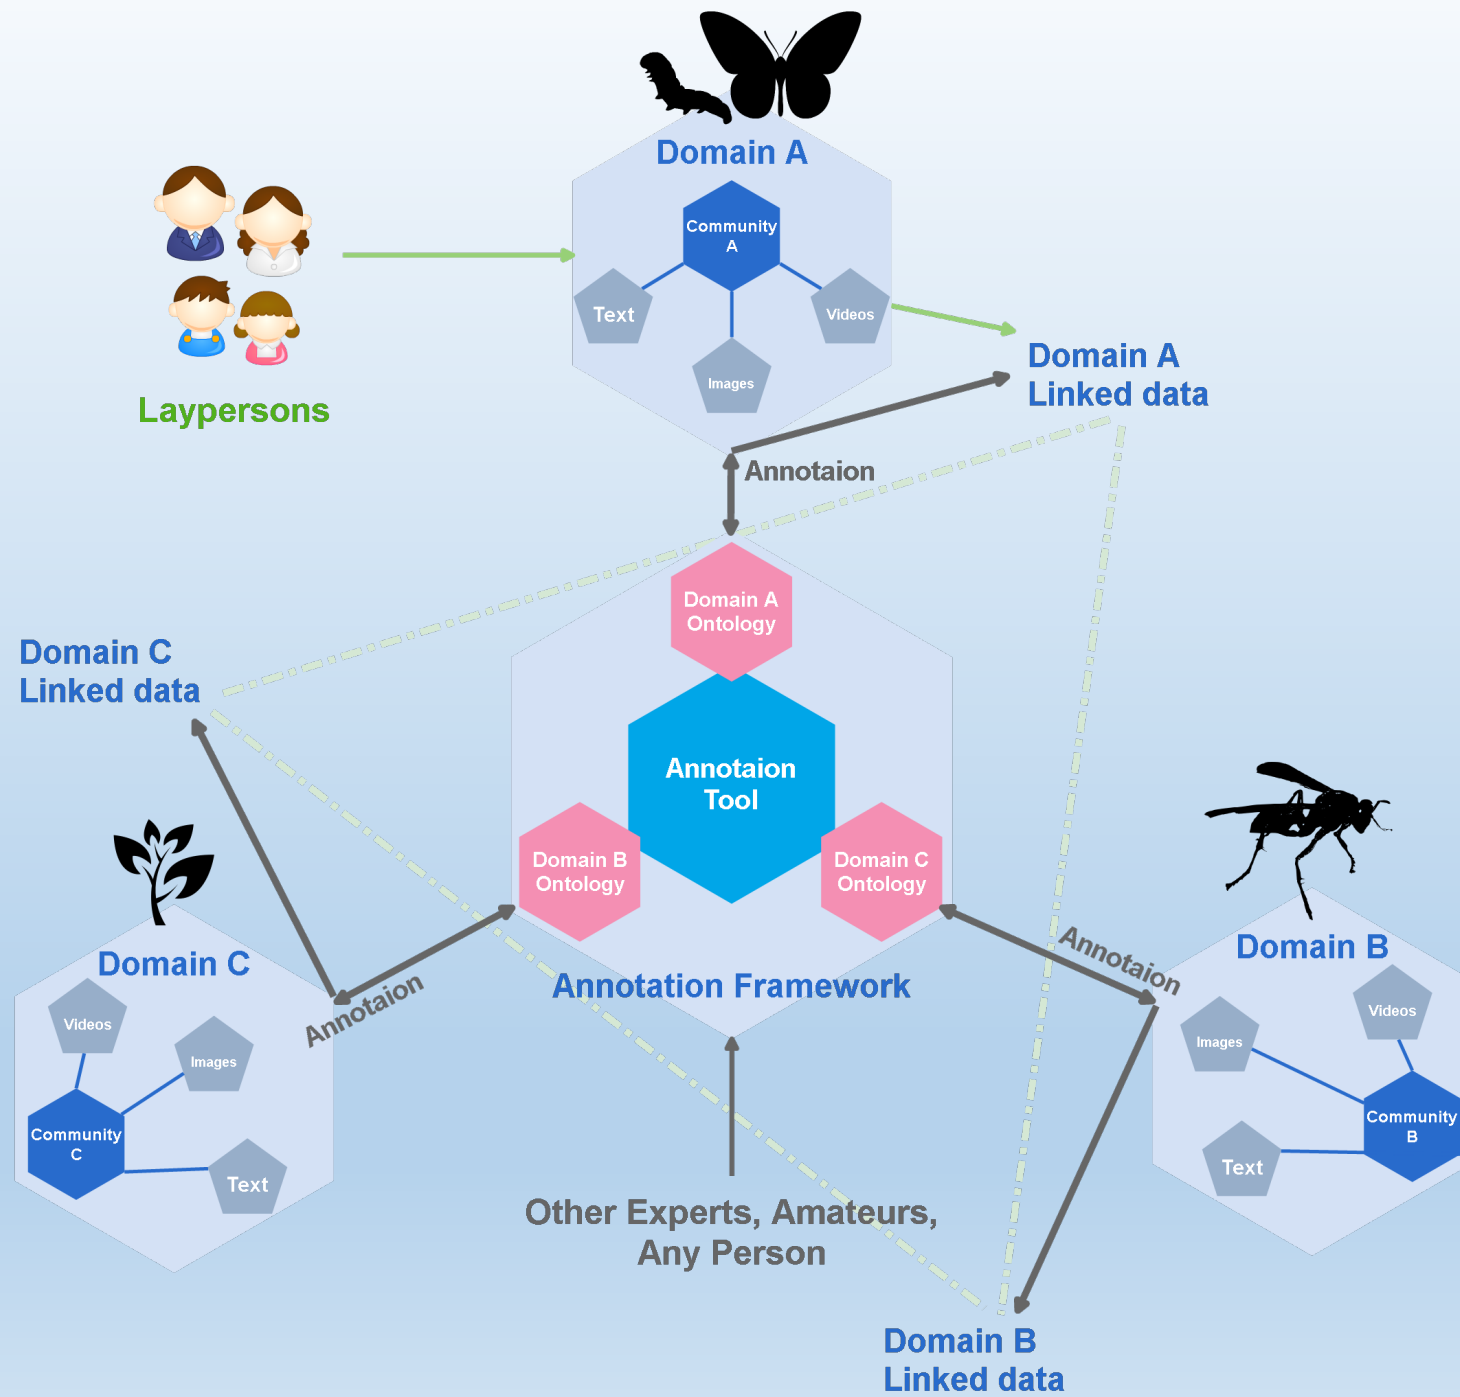 Domain A
Community
A
Text
Videos
Images
Laypersons
Domain A
Linked data
Annotaion
Domain A
Ontology
Domain C
Linked data
Annotaion
Tool
Domain B
Ontology
Domain C
Ontology
Annotation Framework
Domain C
Videos
Images
Community
C
Text
Annotaion
Annotaion
Domain B
Videos
Images
Community
B
Text
Other Experts, Amateurs,
Any Person
Domain B
Linked data